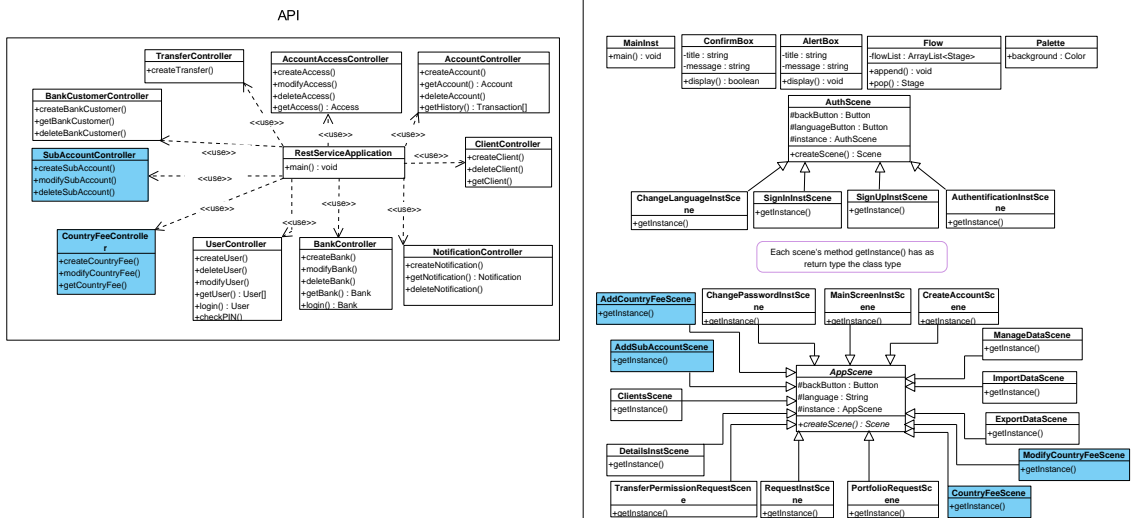 API
TransferController
+createTransfer()
AccountAccessController
+createAccess()
+modifyAccess()
+deleteAccess()
+getAccess() : Access
AccountController
+createAccount()
+getAccount() : Account
+deleteAccount()
+getHistory() : Transaction[]
BankCustomerController
+createBankCustomer()
+getBankCustomer()
+deleteBankCustomer()
<<use>>
<<use>>
<<use>>
<<use>>
SubAccountController
+createSubAccount()
+modifySubAccount()
+deleteSubAccount()
<<use>>
RestServiceApplication
+main() : void
<<use>>
ClientController
+createClient()
+deleteClient()
+getClient()
<<use>>
<<use>>
<<use>>
<<use>>
CountryFeeControlle
r
+createCountryFee()
+modifyCountryFee()
+getCountryFee()
UserController
+createUser()
+deleteUser()
+modifyUser()
+getUser() : User[]
+login() : User
+checkPIN()
BankController
+createBank()
+modifyBank()
+deleteBank()
+getBank() : Bank
+login() : Bank
NotificationController
+createNotification()
+getNotification() : Notification
+deleteNotification()
MainInst
+main() : void
ConfirmBox
-title : string
-message : string
+display() : boolean
AlertBox
-title : string
-message : string
+display() : void
Flow
-flowList : ArrayList<Stage>
+append() : void
+pop() : Stage
Palette
+background : Color
AuthScene
#backButton : Button
#languageButton : Button
#instance : AuthScene
+createScene() : Scene
ChangeLanguageInstSc
ene
+getInstance()
SignInInstScene
+getInstance()
SignUpInstScene
+getInstance()
AuthentificationInstSce
ne
+getInstance()
Each scene's method getInstance() has as
return type the class type
AddCountryFeeScene
+getInstance()
ChangePasswordInstSc
ene
+getInstance()
MainScreenInstSc
ene
+getInstance()
CreateAccountSc
ene
+getInstance()
AddSubAccountScene
+getInstance()
ManageDataScene
+getInstance()
AppScene
#backButton : Button
#language : String
#instance : AppScene
+createScene() : Scene
ClientsScene
+getInstance()
ImportDataScene
+getInstance()
ExportDataScene
+getInstance()
DetailsInstScene
+getInstance()
ModifyCountryFeeScene
+getInstance()
TransferPermissionRequestScen
e
+getInstance()
RequestInstSce
ne
+getInstance()
PortfolioRequestSc
ene
+getInstance()
CountryFeeScene
+getInstance()